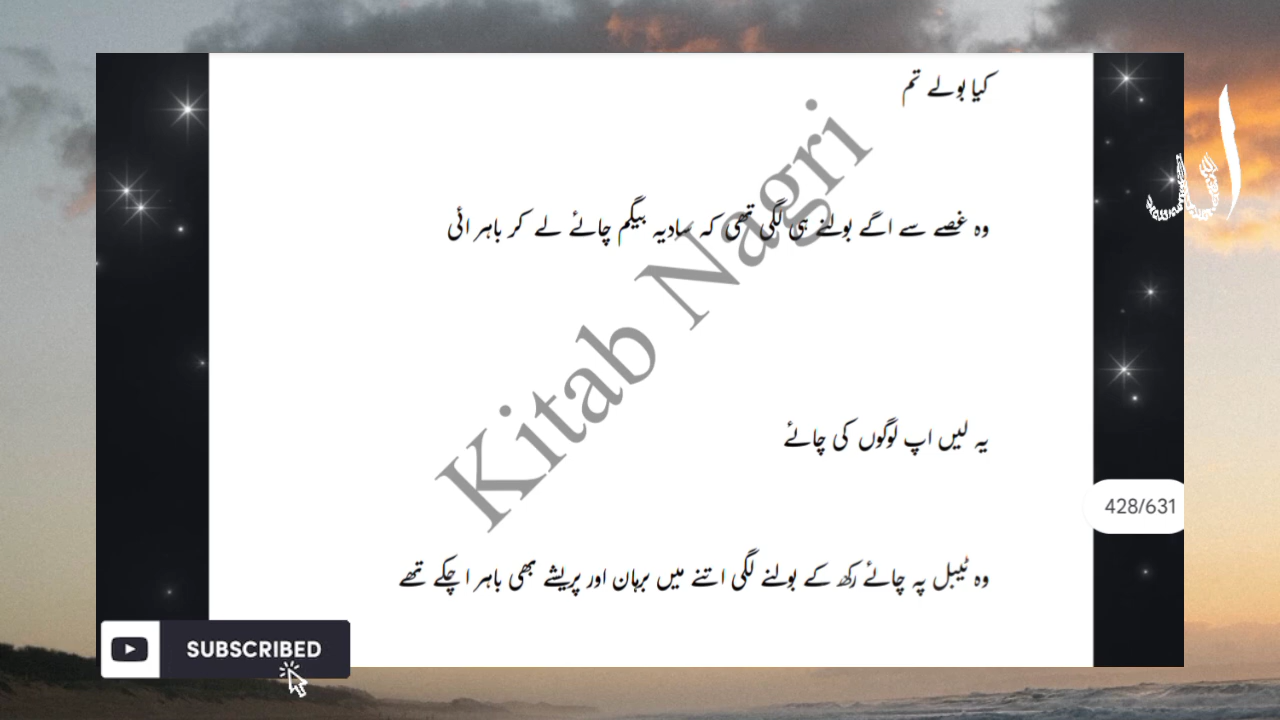 کیا بولے تم
وہ غصے سے اگے بولنے ہی لگی تھی کہ سادیہ بیگم چائے لے کر باہر ائی
یہ لیں اپ لوگوں کی چائے
وہ ٹیبل پہ چائے رکھ کے بولنے لگی اتنے میں برہان اور پریشے بھی باہر ا چکے تھے
Kitab Nagri
428/631
SUBSCRIBED